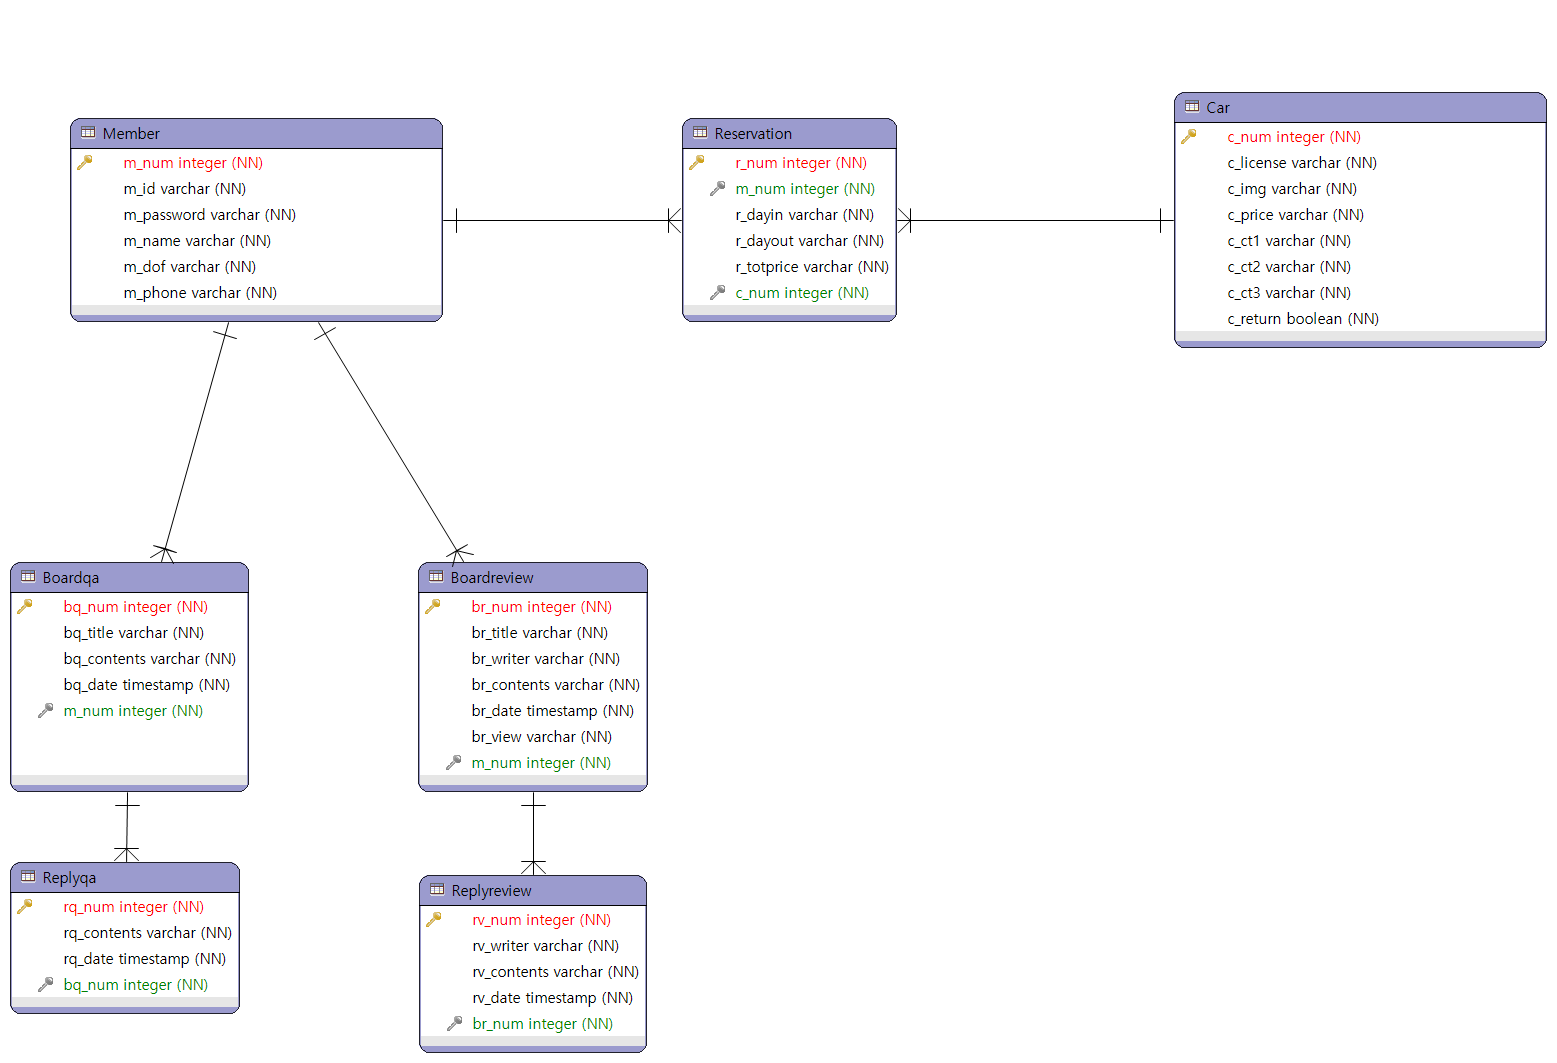 Member
m_num integer (NN)
m_id varchar (NN)
m_password varchar (NN)
m_name varchar (NN)
m_dof varchar (NN)
m_phone varchar (NN)
Reservation
r_num integer (NN)
m_num integer (NN)
r_dayin varchar (NN)
r_dayout varchar (NN)
r_totprice varchar (NN)
c_num integer (NN)
Car
c_num integer (NN)
c_license varchar (NN)
c_img varchar (NN)
c_price varchar (NN)
c_ct1 varchar (NN)
c_ct2 varchar (NN)
c_ct3 varchar (NN)
c_return boolean (NN)
Boardqa
bq_num integer (NN)
bq_title varchar (NN)
bq_contents varchar (NN)
bq_date timestamp (NN)
m_num integer (NN)
Boardreview
br_num integer (NN)
br_title varchar (NN)
br_writer varchar (NN)
br_contents varchar (NN)
br_date timestamp (NN)
br_view varchar (NN)
m_num integer (NN)
Replyqa
rq_num integer (NN)
rq_contents varchar (NN)
rq_date timestamp (NN)
bq_num integer (NN)
Replyreview
rv_num integer (NN)
rv_writer varchar (NN)
rv_contents varchar (NN)
rv_date timestamp (NN)
br_num integer (NN)